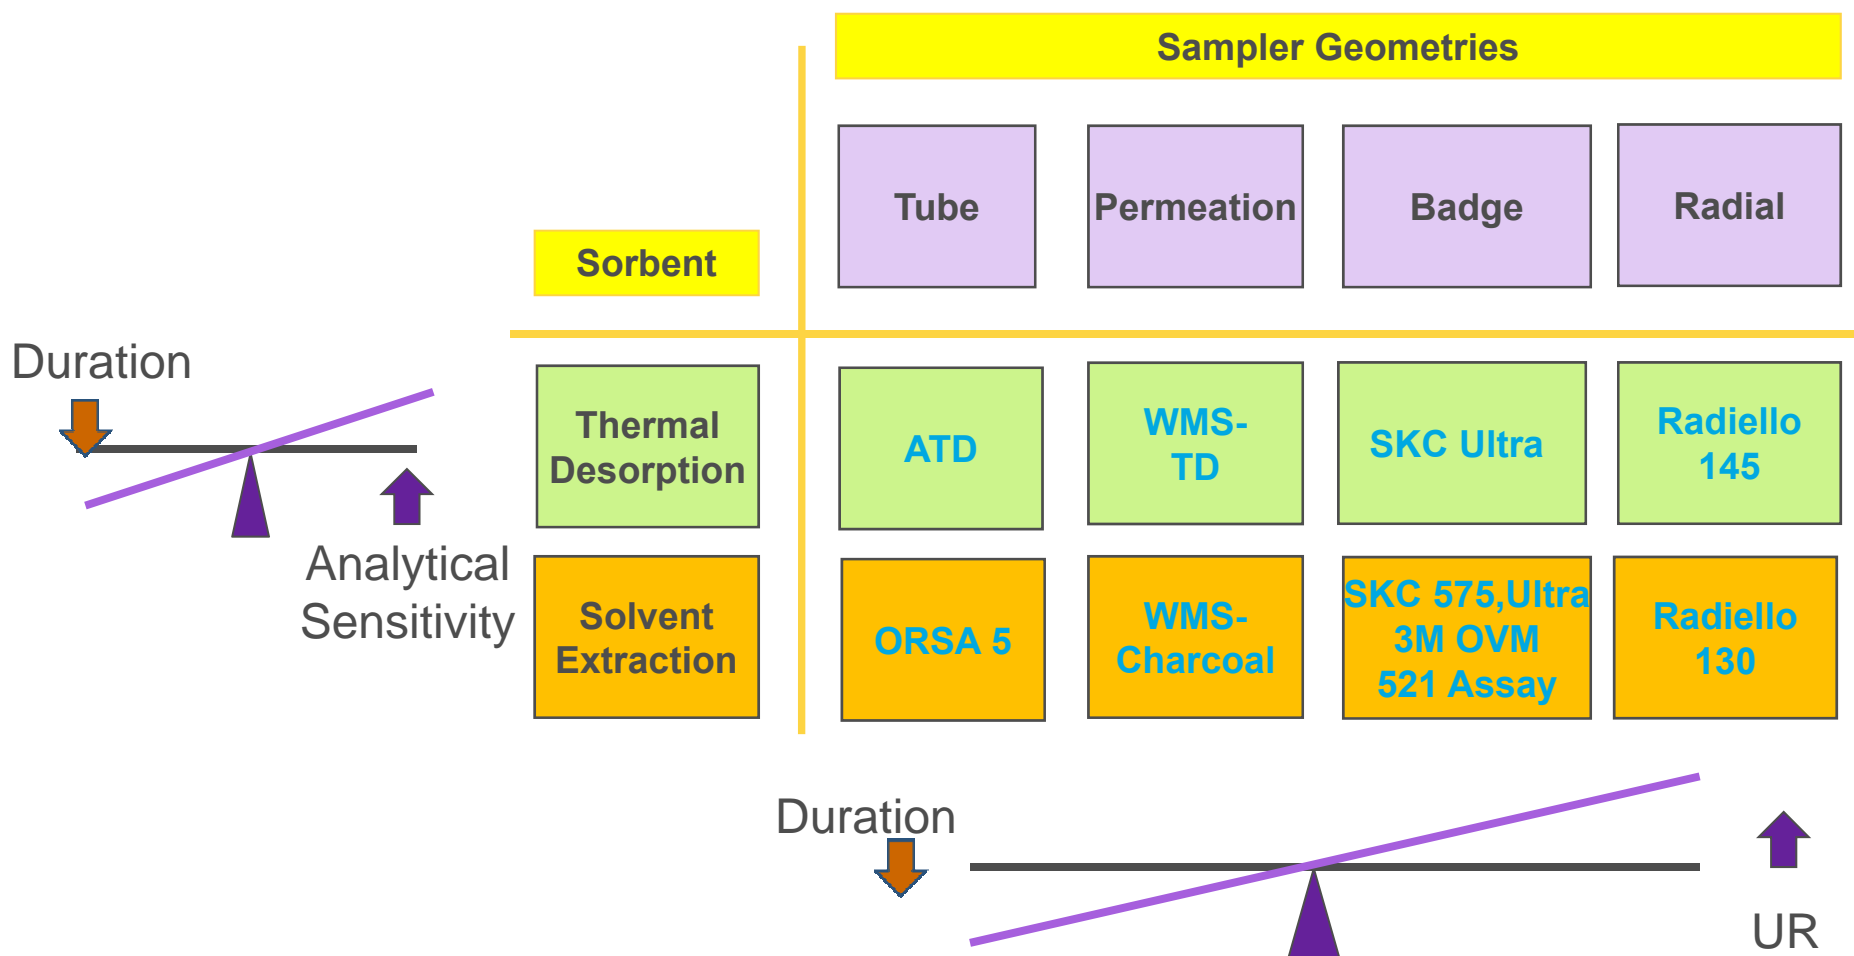 Sampler Geometries
Tube
Permeation
Badge
Radial
Sorbent
Duration
Thermal
Desorption
ATD
WMS-
TD
SKC Ultra
Radiello
145
Analytical
Sensitivity
Solvent
Extraction
ORSA 5
WMS-
Charcoal
SKC 575,Ultra
3M OVM
521 Assay
Radiello
130
Duration
UR